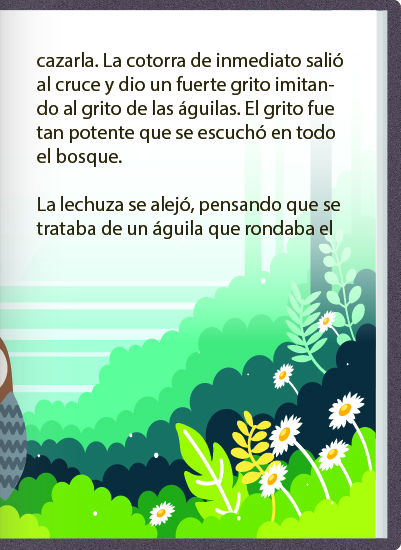 cazarla. La cotorra de inmediato salió
al cruce y dio un fuerte grito imitan-
do al grito de las águilas. El grito fue
tan potente que se escuchó en todo
el bosque.
La lechuza se alejó, pensando que se
trataba de un águila que rondaba el